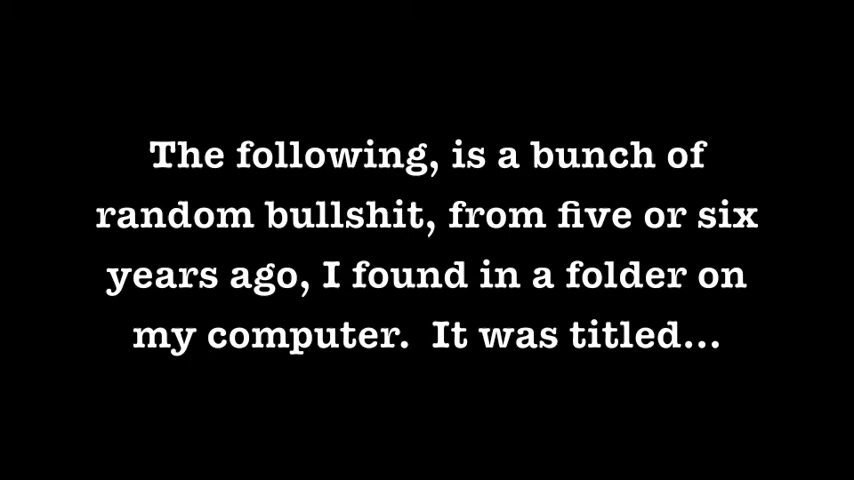 The following, is a bunch of
random bullshit, from five or six
years ago, I found in a folder on
my computer.  It was titled...